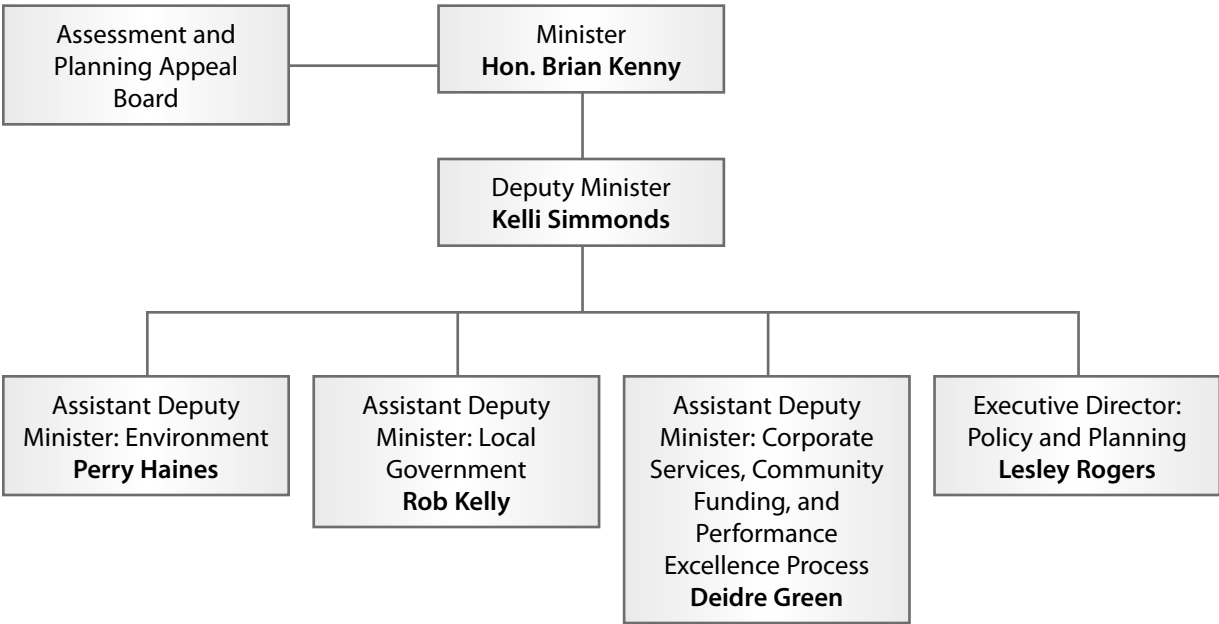 Assessment and
Planning Appeal
Board
Minister
Hon. Brian Kenny
Deputy Minister
Kelli Simmonds
Assistant Deputy
Minister: Environment
Perry Haines
Assistant Deputy
Minister: Local
Government
Rob Kelly
Assistant Deputy
Minister: Corporate
Services, Community
Funding, and
Performance
Excellence Process
Deidre Green
Executive Director:
Policy and Planning
Lesley Rogers